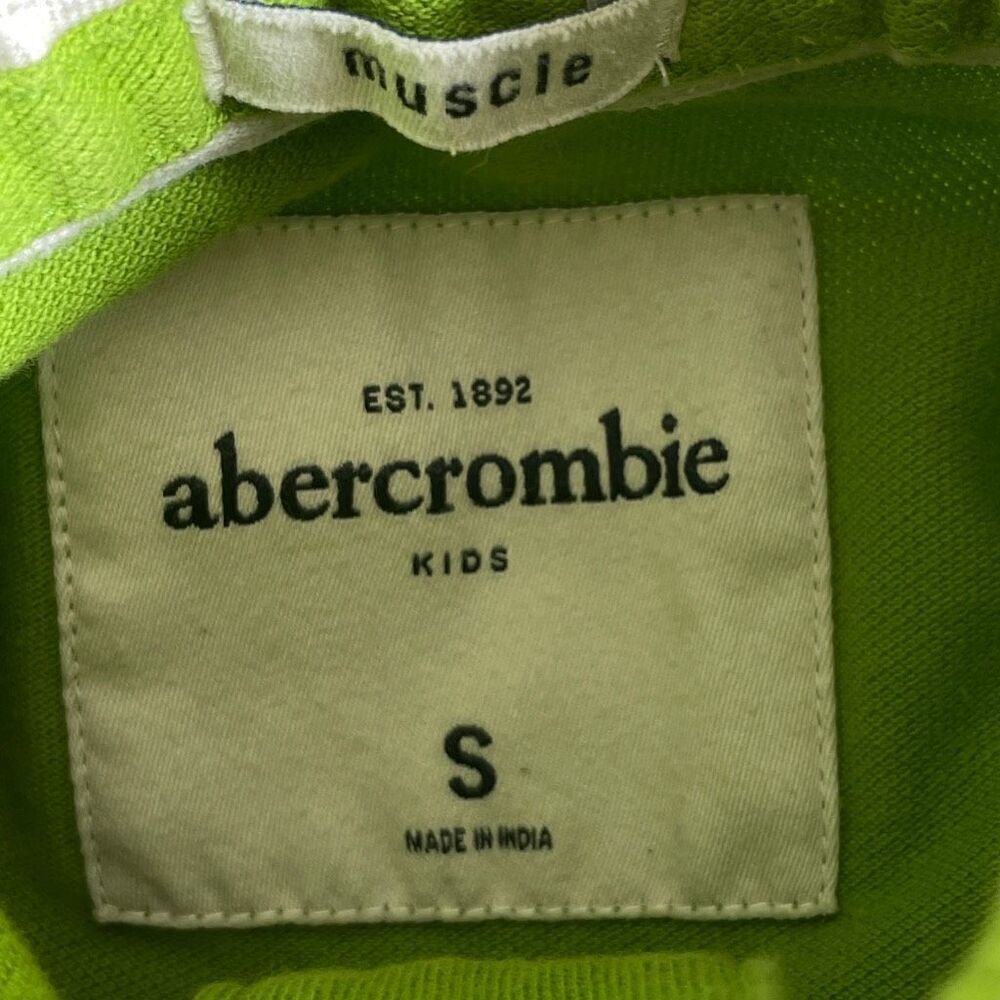 muscle
EST. 1892
abercrombie
KIDS
S
MADE IN INDIA